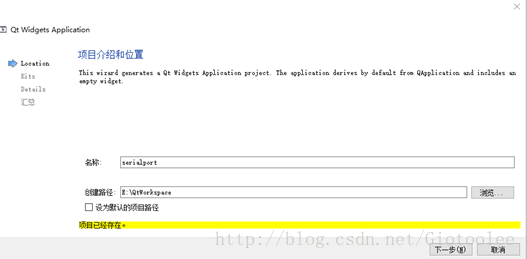 Qt Widgets Application
Location
Kits
Details
汇总
项目介绍和位置
This wizard generates a Qt Widgets Application project. The application derives by default from QApplication and includes an
empty widget.
名称:
serialport
创建路径:
E:\QtWorkspace
浏览...
设为默认的项目路径
项目已经存在。
http://blog.csdn.net/Giotoolee
下一步(N)
取消